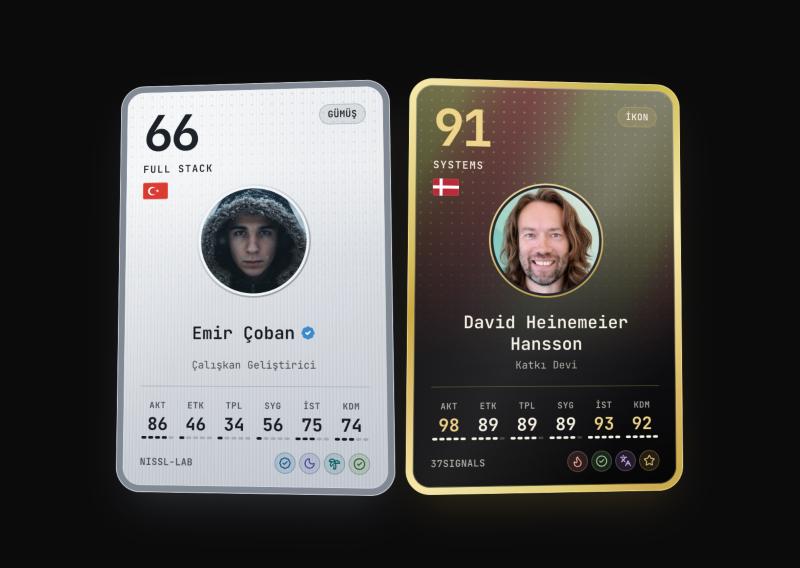 66
GÜMÜŞ
FULL STACK
Emir Çoban
Çalışkan Geliştirici
AKT ETK TPL SYG İST KDM
86 46 34 56 75 74
NISSL-LAB
91
İKON
SYSTEMS
David Heinemeier
Hansson
Katkı Devi
AKT ETK TPL SYG İST KDM
98 89 89 89 93 92
37SIGNALS